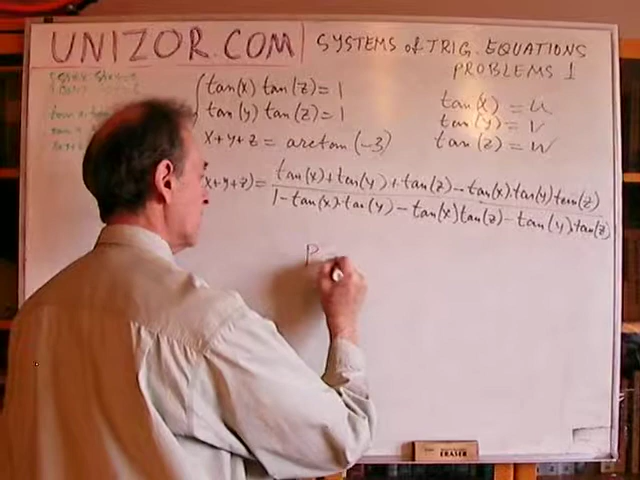 UNIZOR.COM
SYSTEMS of TRIG. EQUATIONS
PROBLEMS 1
tan(x) tan(z) = 1
tan(y) tan(z) = 1
x+y+z = arctan(-3)
tan(x) = u
tan(y) = V
tan(z) = W
x+y+z) = tan(x)+tan(y)+tan(z)-tan(x)·tan(y)tan(z)
1-tan(x)·tan(y)-tan(x)tan(z)-tan(y)·tan(z)
P
ERASER